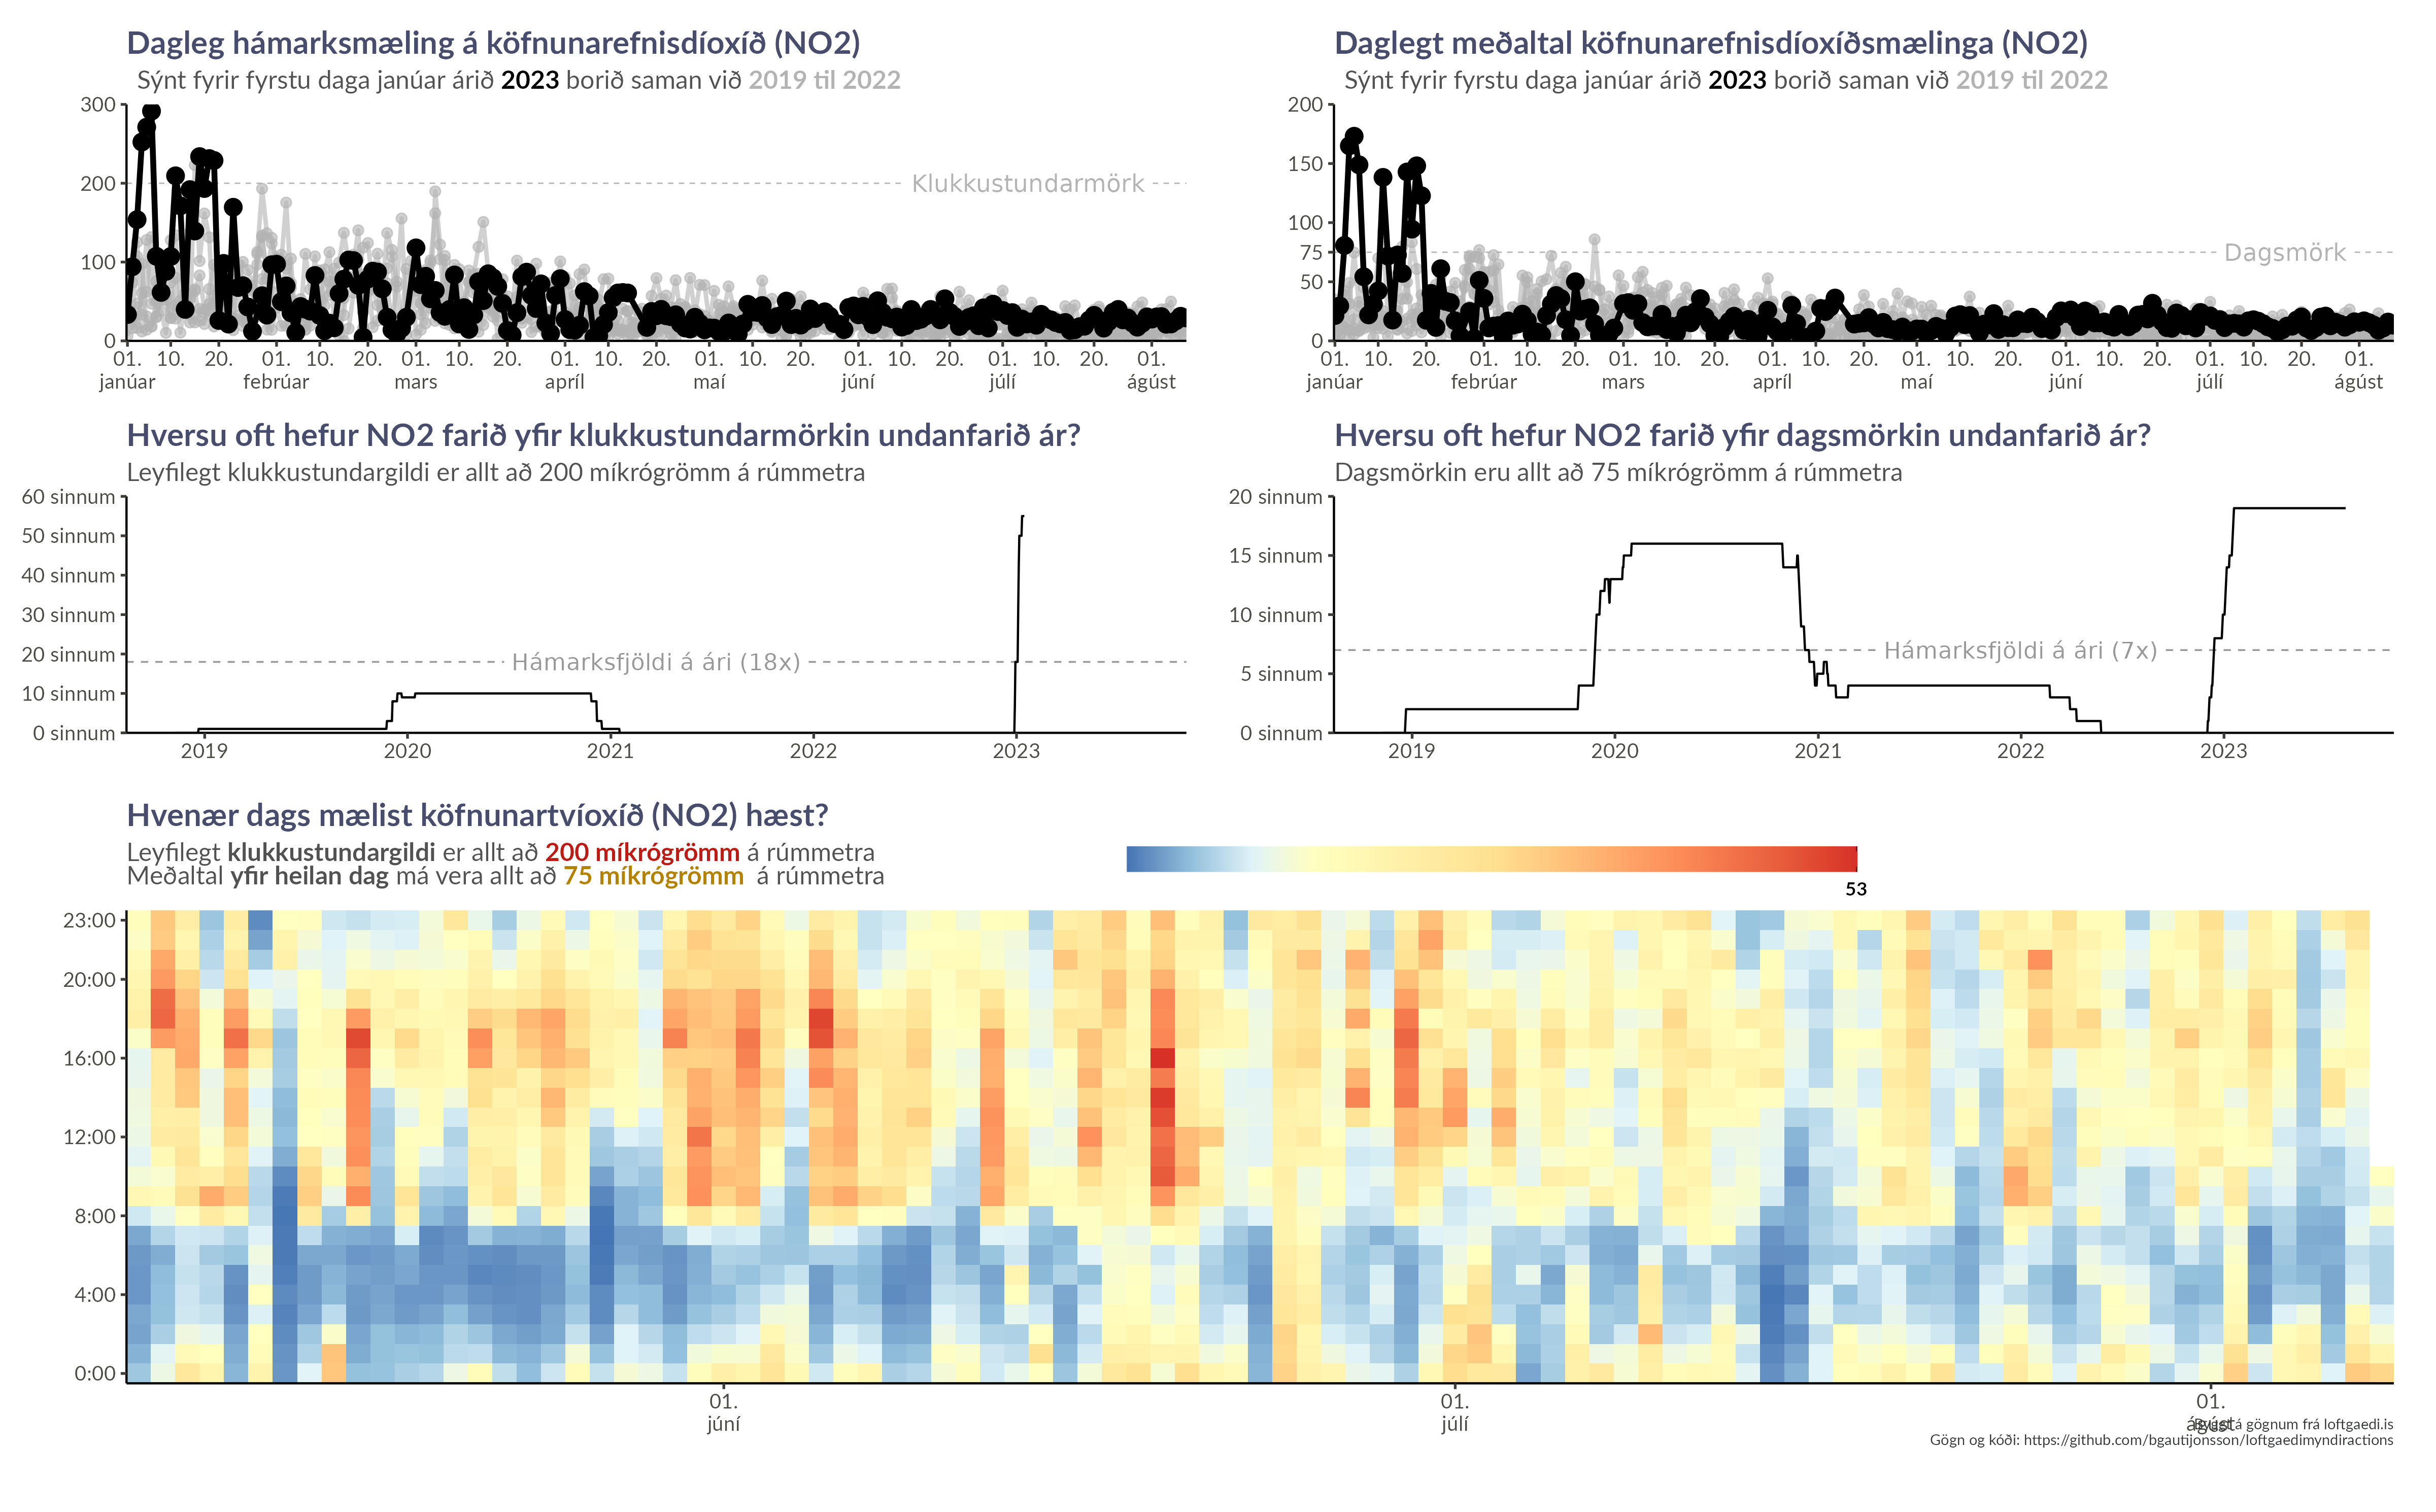 Dagleg hámarksmæling á köfnunarefnisdíoxíð (NO2)
Sýnt fyrir fyrstu daga janúar árið 2023 borið saman við 2019 til 2022
300
200
100
0
Klukkustundarmörk
01. 10. 20. 01. 10. 20. 01. 10. 20. 01. 10. 20. 01. 10. 20. 01. 10. 20. 01. 10. 20. 01.
janúar febrúar mars apríl maí júní júlí ágúst
Daglegt meðaltal köfnunarefnisdíoxíðsmælinga (NO2)
Sýnt fyrir fyrstu daga janúar árið 2023 borið saman við 2019 til 2022
200
150
100
75
50
0
Dagsmörk
01. 10. 20. 01. 10. 20. 01. 10. 20. 01. 10. 20. 01. 10. 20. 01. 10. 20. 01. 10. 20. 01.
janúar febrúar mars apríl maí júní júlí ágúst
Hversu oft hefur NO2 farið yfir klukkustundarmörkin undanfarið ár?
Leyfilegt klukkustundargildi er allt að 200 míkrógrömm á rúmmetra
60 sinnum
50 sinnum
40 sinnum
30 sinnum
20 sinnum
10 sinnum
0 sinnum
Hámarksfjöldi á ári (18x)
2019 2020 2021 2022 2023
Hversu oft hefur NO2 farið yfir dagsmörkin undanfarið ár?
Dagsmörkin eru allt að 75 míkrógrömm á rúmmetra
20 sinnum
15 sinnum
10 sinnum
5 sinnum
0 sinnum
Hámarksfjöldi á ári (7x)
2019 2020 2021 2022 2023
Hvenær dags mælist köfnunartvíoxíð (NO2) hæst?
Leyfilegt klukkustundargildi er allt að 200 míkrógrömm á rúmmetra
Meðaltal yfir heilan dag má vera allt að 75 míkrógrömm á rúmmetra
53
23:00
20:00
16:00
12:00
8:00
4:00
0:00
01. 01. 01.
júní júlí ágúst
á gögnum frá loftgaedi.is
Gögn og kóði: https://github.com/bgautijonsson/loftgaedimyndiractions